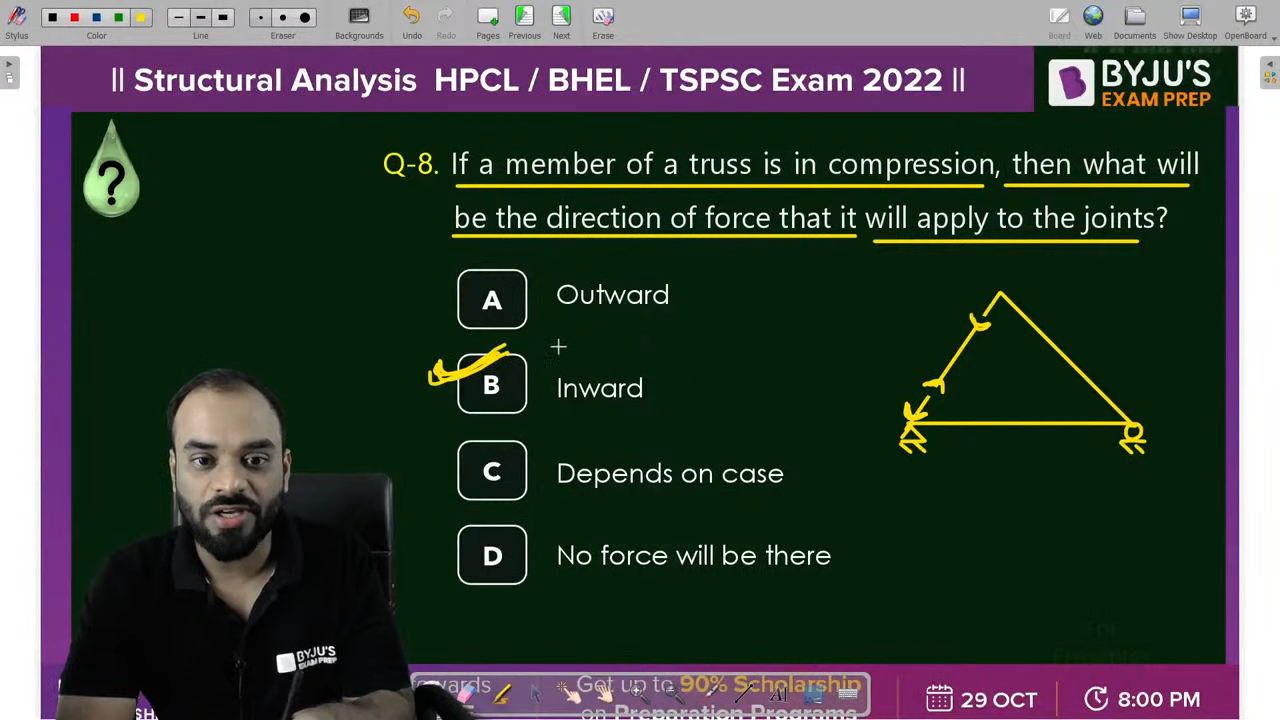 Stylus
Color
Line
Eraser
Backgrounds
Undo
Redo
Pages
Previous
Next
Erase
Board
Web
Documents
Show Desktop
OpenBoard
|| Structural Analysis HPCL / BHEL / TSPSC Exam 2022 ||
BYJU'S
EXAM PREP
?
Q-8. If a member of a truss is in compression, then what will
be the direction of force that it will apply to the joints?
A Outward
B Inward
C Depends on case
D No force will be there
BYJU'S
EXAM PREP
Get up to 90% Scholarship
on Preparation Programs
29 OCT
8:00 PM